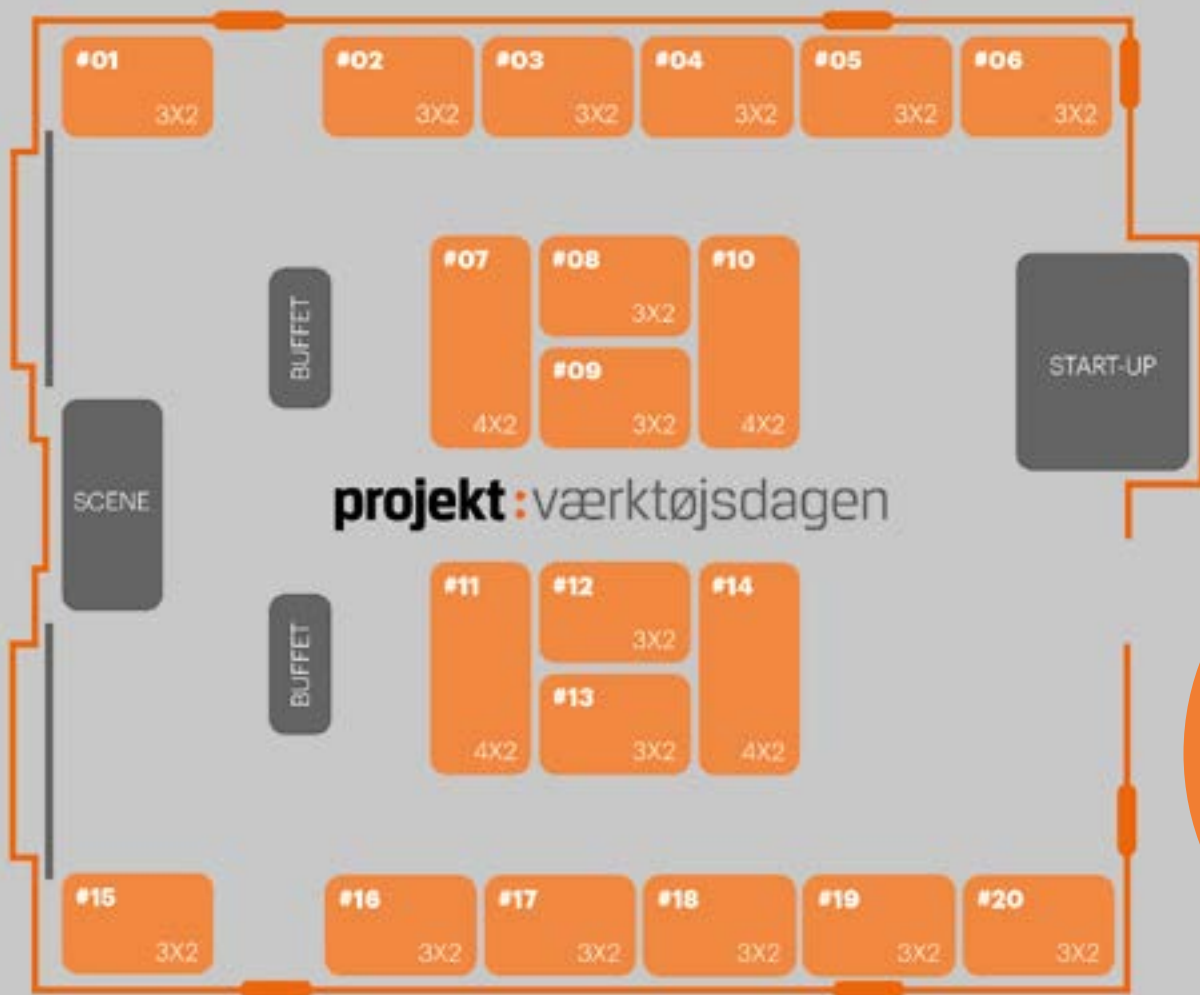 #01
3X2
#02
3X2
#03
3X2
#04
3X2
#05
3X2
#06
3X2
#07
4X2
#08
3X2
#09
3X2
#10
4X2
BUFFET
START-UP
SCENE
projekt:værktøjsdagen
#11
4X2
#12
3X2
#13
3X2
#14
4X2
BUFFET
#15
3X2
#16
3X2
#17
3X2
#18
3X2
#19
3X2
#20
3X2